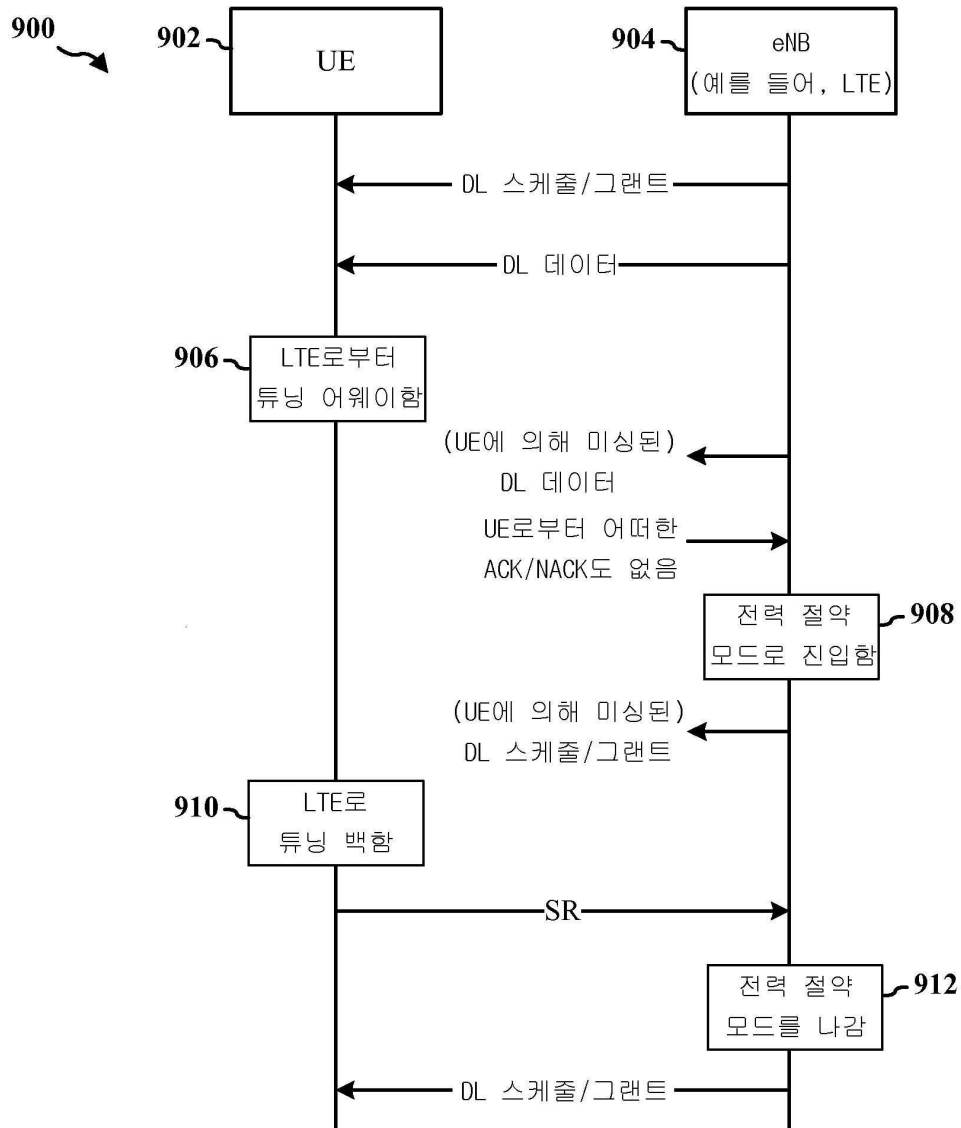 900
902
UE
904
eNB
(예를 들어, LTE)
DL 스케줄/그랜트
DL 데이터
906
LTE로부터
튜닝 어웨이함
(UE에 의해 미싱된)
DL 데이터
UE로부터 어떠한
ACK/NACK도 없음
전력 절약
모드로 진입함
908
(UE에 의해 미싱된)
DL 스케줄/그랜트
910
LTE로
튜닝 백함
SR
전력 절약
모드를 나감
912
DL 스케줄/그랜트